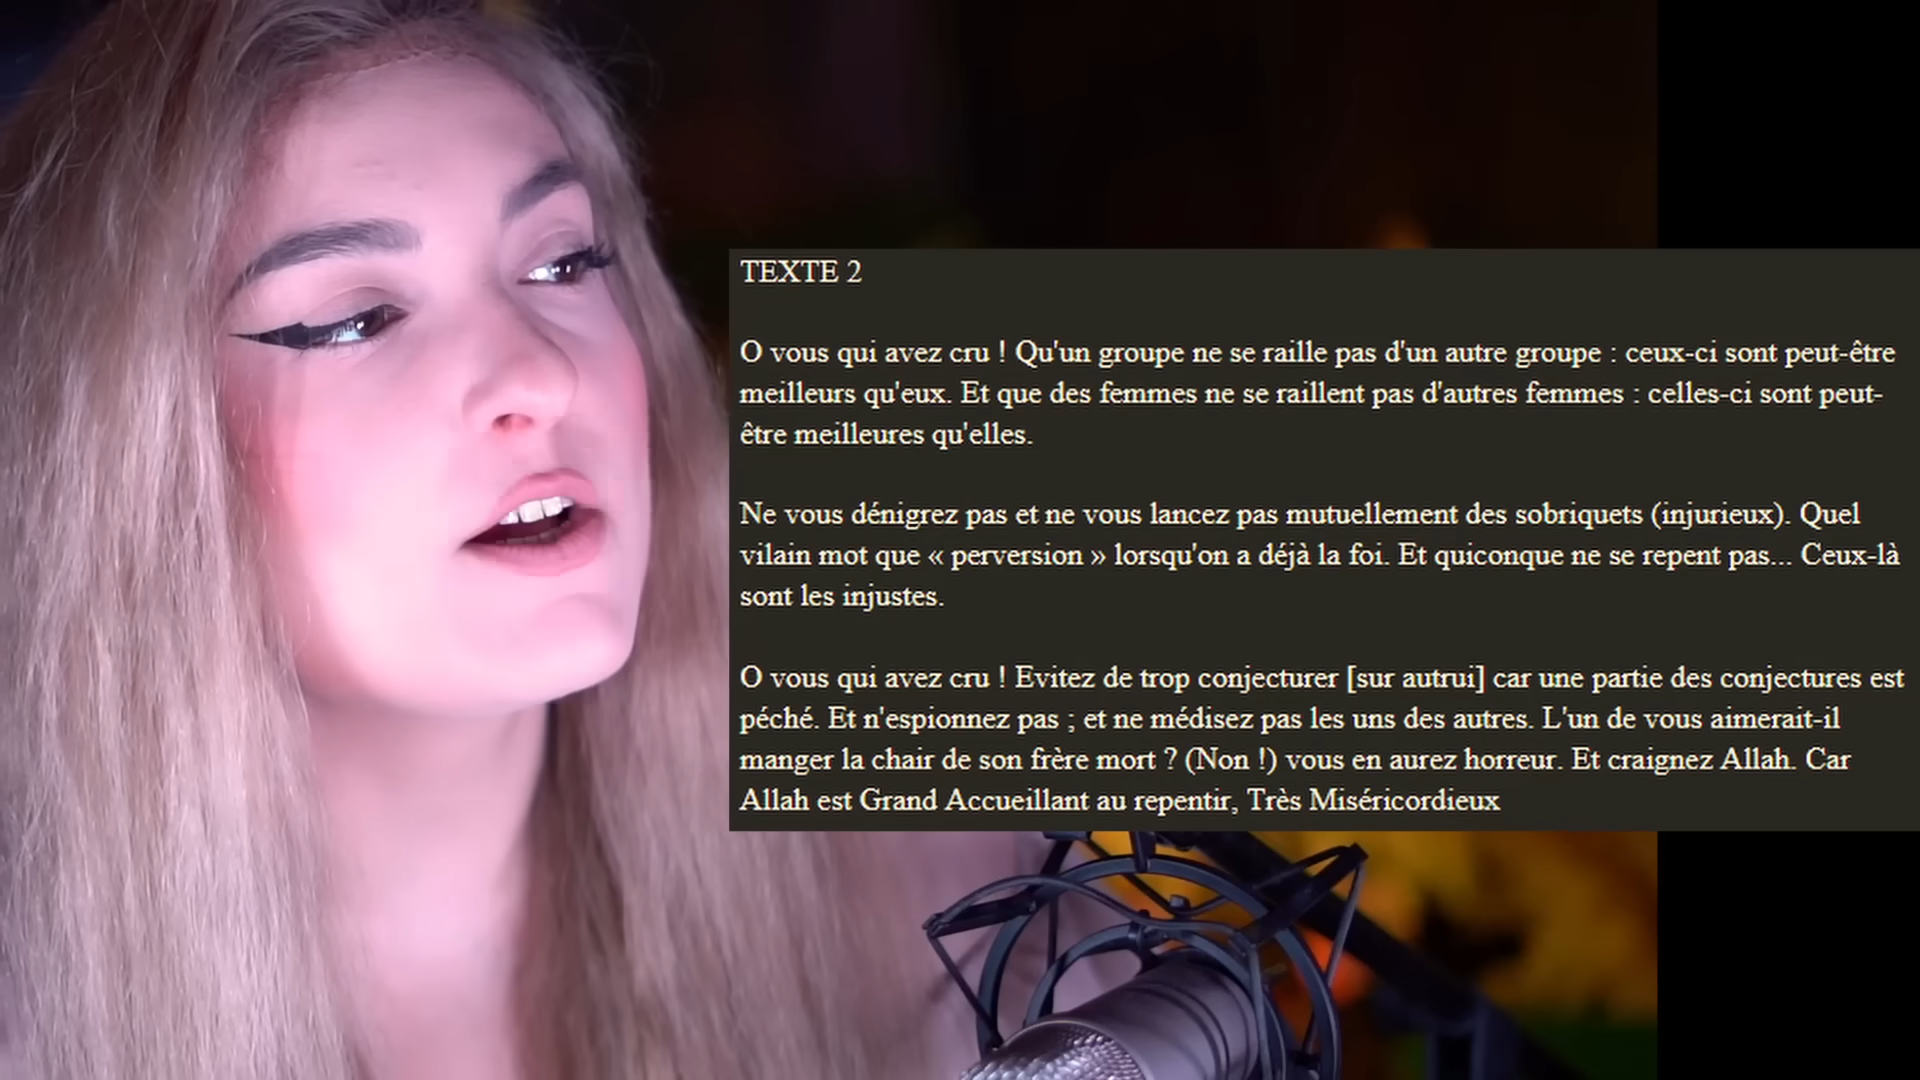 TEXTE 2
O vous qui avez cru ! Qu'un groupe ne se raille pas d'un autre groupe : ceux-ci sont peut-être
meilleurs qu'eux. Et que des femmes ne se raillent pas d'autres femmes : celles-ci sont peut-
être meilleures qu'elles.
Ne vous dénigrez pas et ne vous lancez pas mutuellement des sobriquets (injurieux). Quel
vilain mot que « perversion » lorsqu'on a déjà la foi. Et quiconque ne se repent pas... Ceux-là
sont les injustes.
O vous qui avez cru ! Evitez de trop conjecturer [sur autrui] car une partie des conjectures est
péché. Et n'espionnez pas ; et ne médisez pas les uns des autres. L'un de vous aimerait-il
manger la chair de son frère mort ? (Non !) vous en aurez horreur. Et craignez Allah. Car
Allah est Grand Accueillant au repentir, Très Miséricordieux